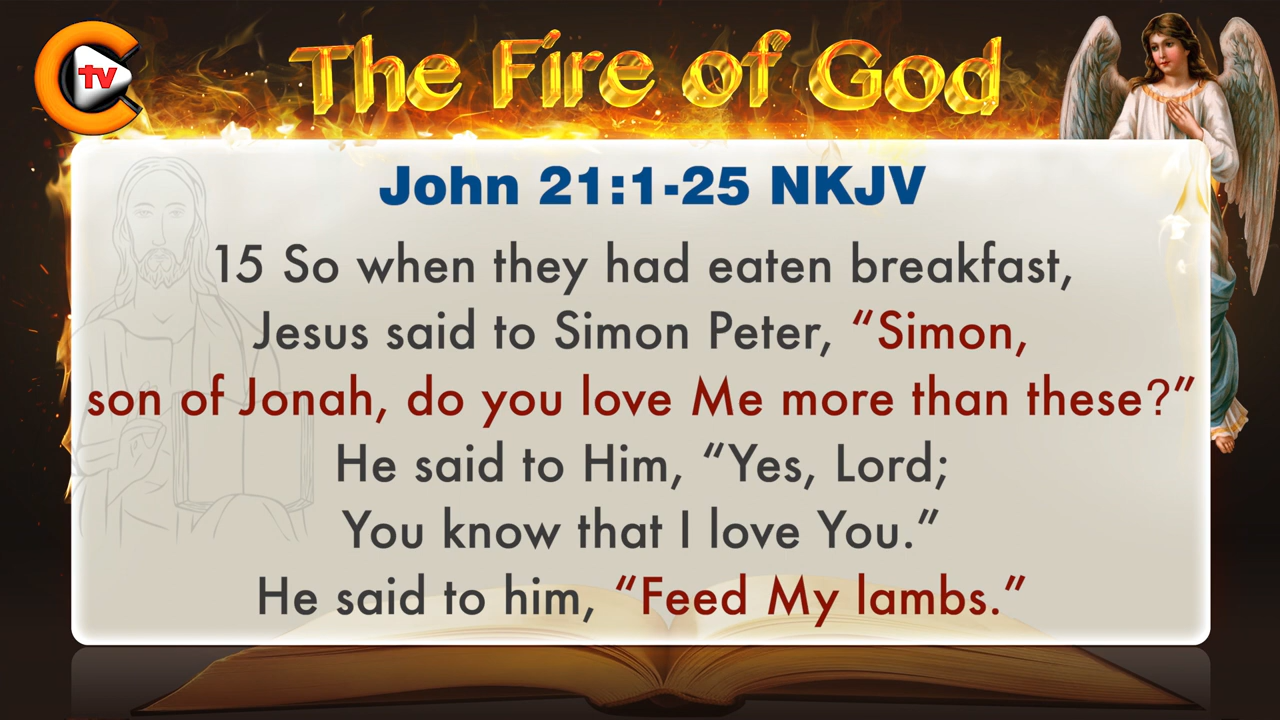 tv
The Fire of God
John 21:1-25 NKJV
15 So when they had eaten breakfast,
Jesus said to Simon Peter, “Simon,
son of Jonah, do you love Me more than these?”
He said to Him, “Yes, Lord;
You know that I love You.”
He said to him, “Feed My lambs.”